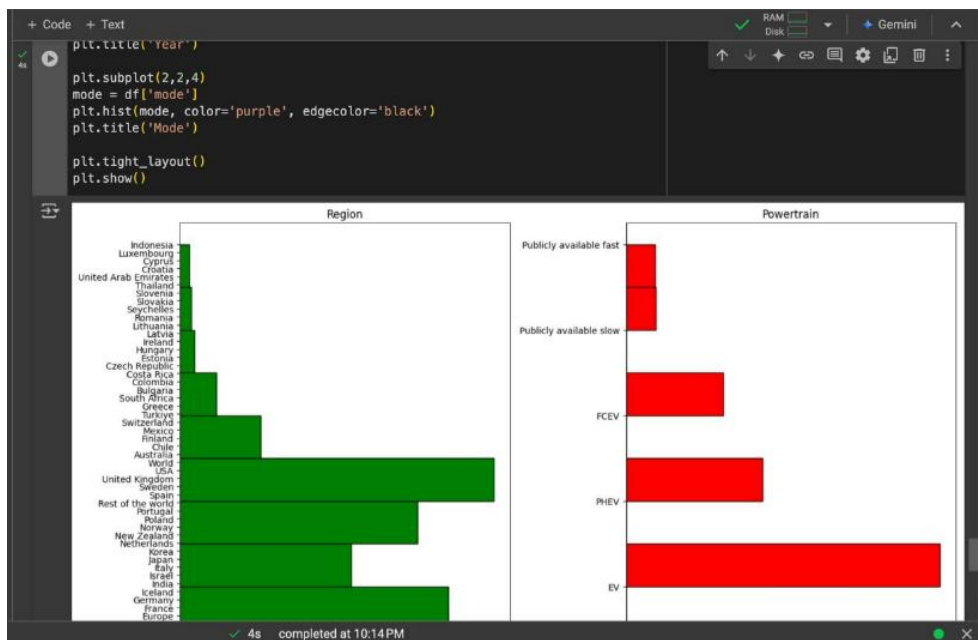 + Code + Text
RAM
Disk
Gemini
plt.title('Year')
4s
plt.subplot(2,2,4)
mode = df['mode']
plt.hist(mode, color='purple', edgecolor='black')
plt.title('Mode')
plt.tight_layout()
plt.show()
Region
Indonesia
Luxembourg
Cyprus
Croatia
United Arab Emirates
Thailand
Slovenia
Slovakia
Seychelles
Romania
Lithuania
Latvia
Ireland
Hungary
Estonia
Czech Republic
Costa Rica
Colombia
Bulgaria
South Africa
Greece
Turkiye
Switzerland
Mexico
Finland
Chile
Australia
World
USA
United Kingdom
Sweden
Spain
Rest of the world
Portugal
Poland
Norway
New Zealand
Netherlands
Korea
Japan
Italy
Israel
India
Iceland
Germany
France
Europe
Powertrain
Publicly available fast
Publicly available slow
FCEV
PHEV
EV
4s completed at 10:14 PM